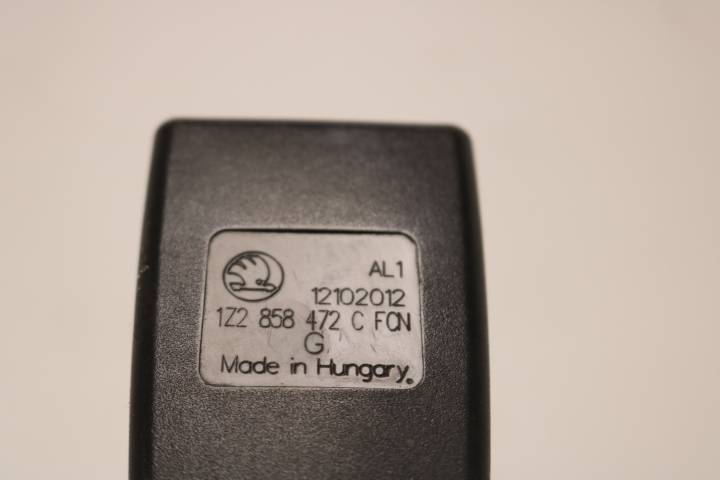 AL1
12102012
1Z2 858 472 C FCN
G
Made in Hungary.